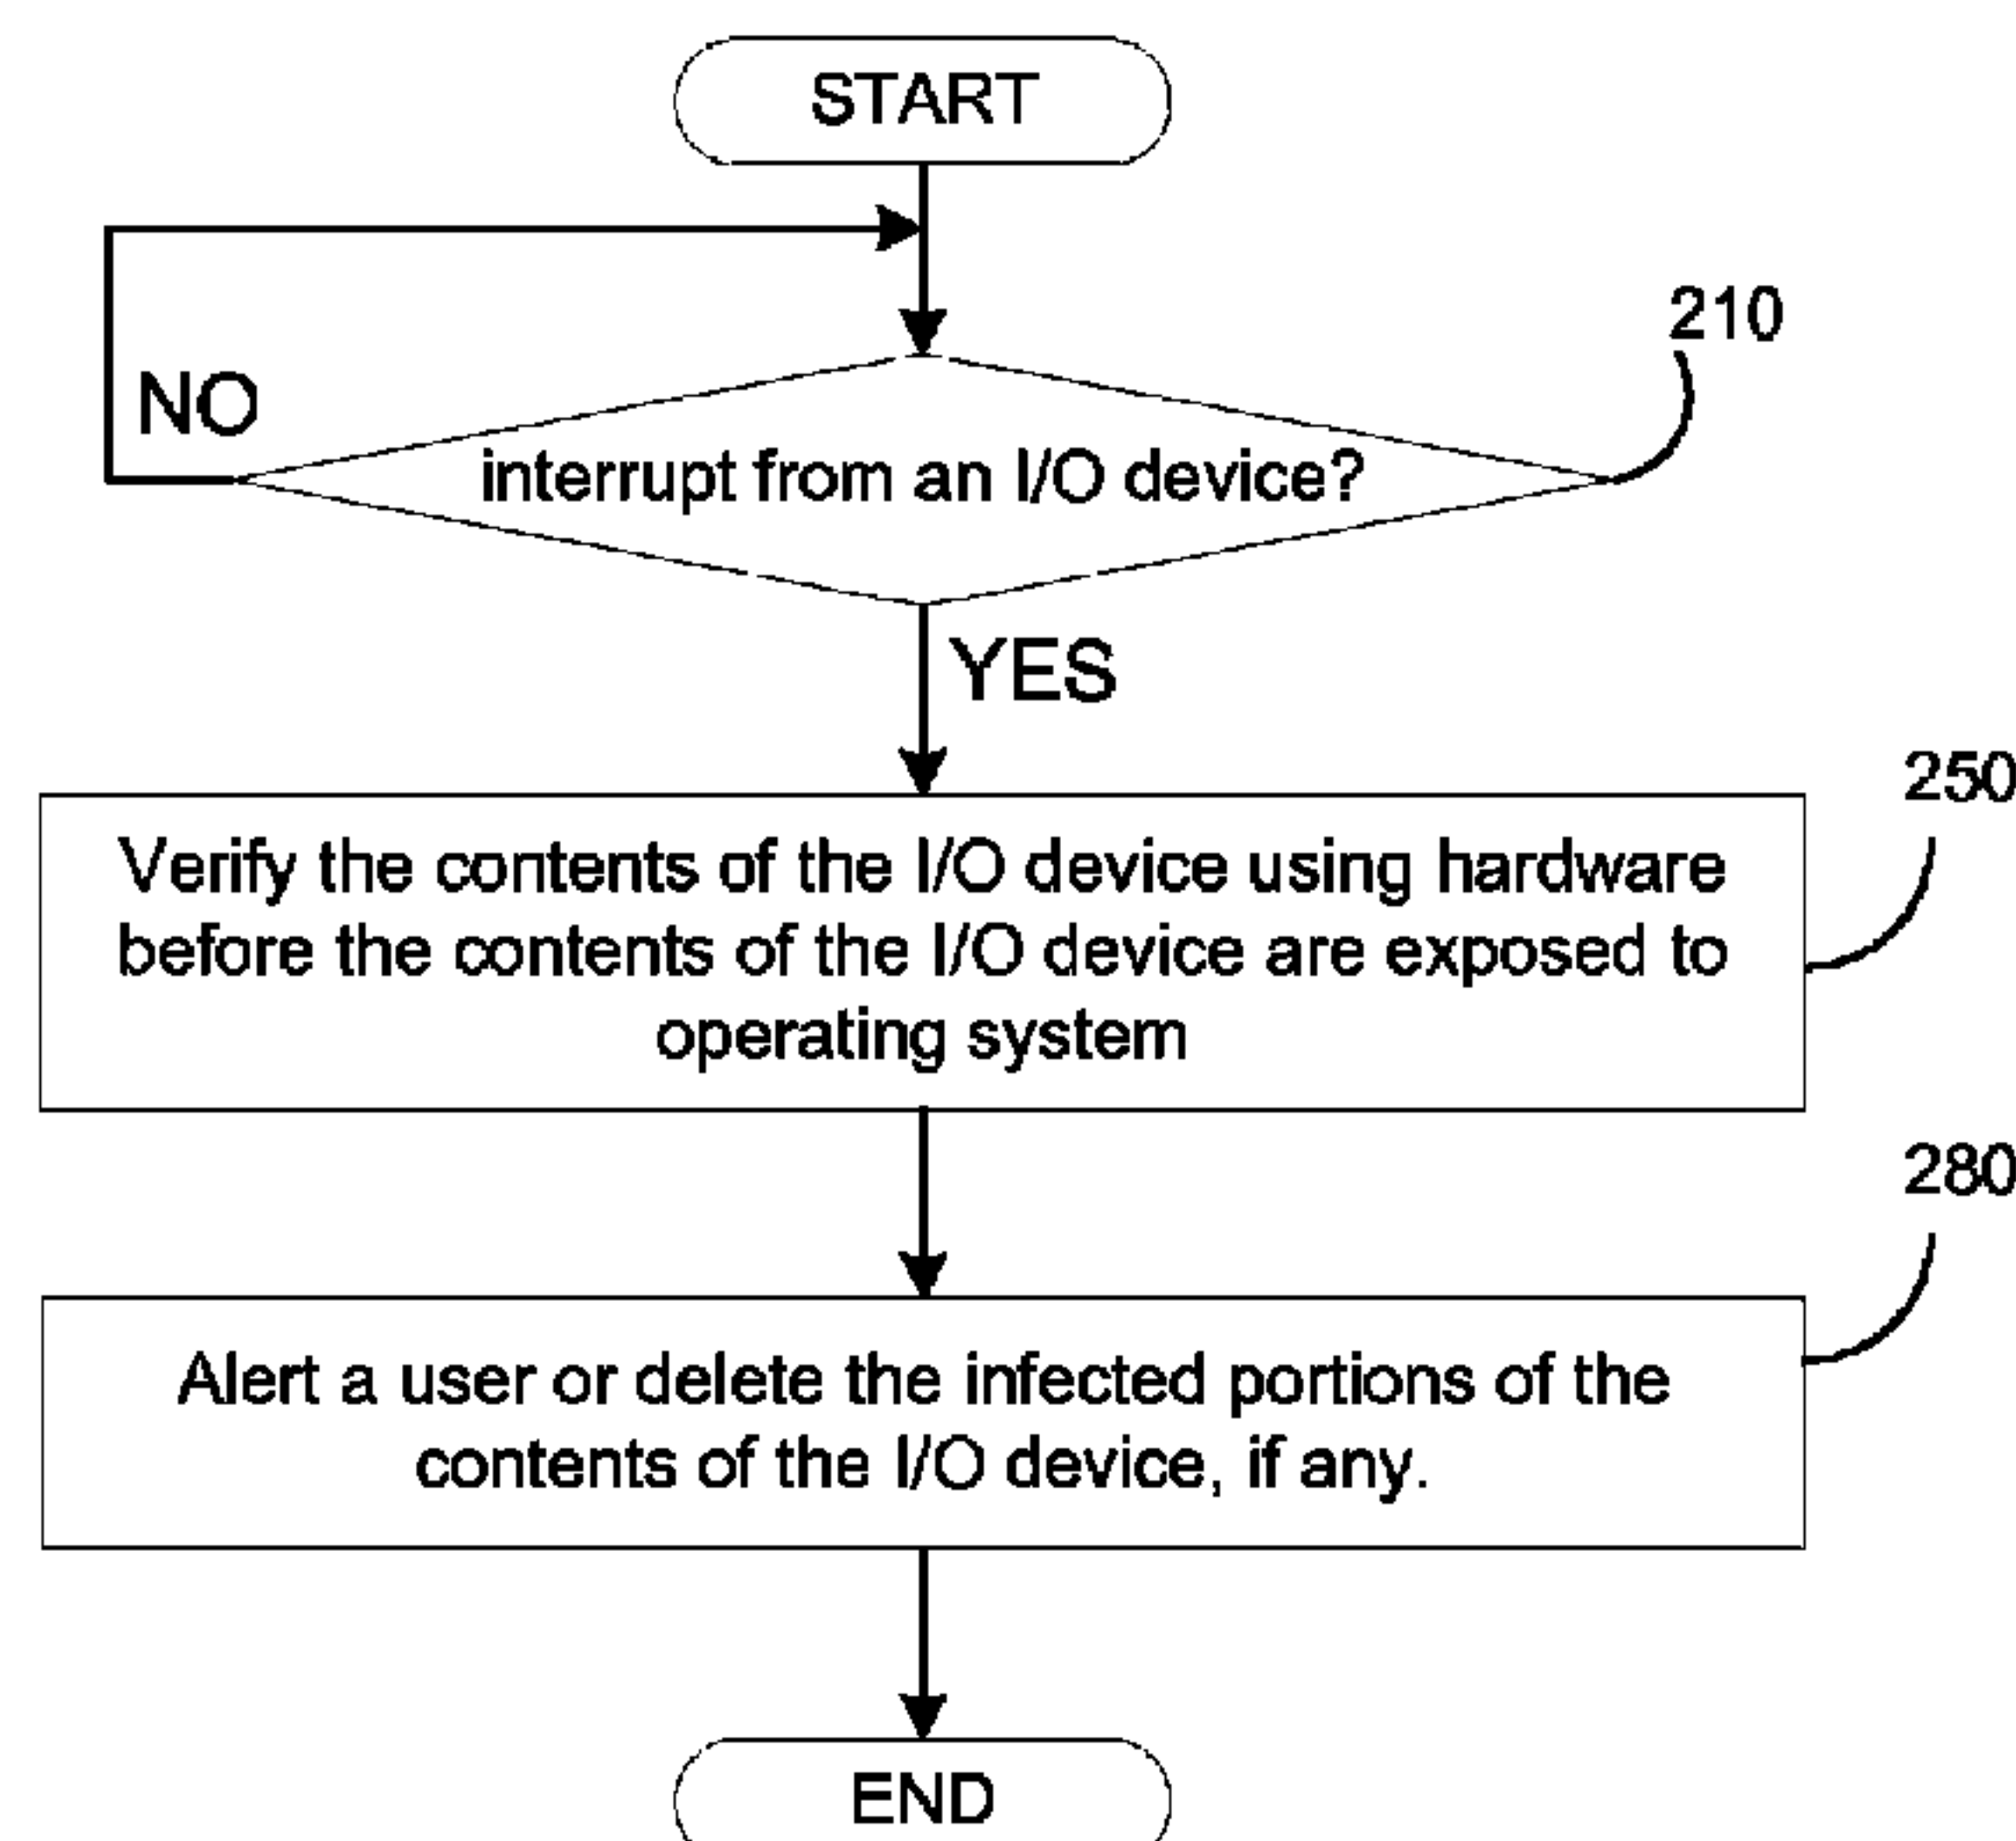 START
210
NO
interrupt from an I/O device?
YES
250
Verify the contents of the I/O device using hardware
before the contents of the I/O device are exposed to
operating system
280
Alert a user or delete the infected portions of the
contents of the I/O device, if any.
END